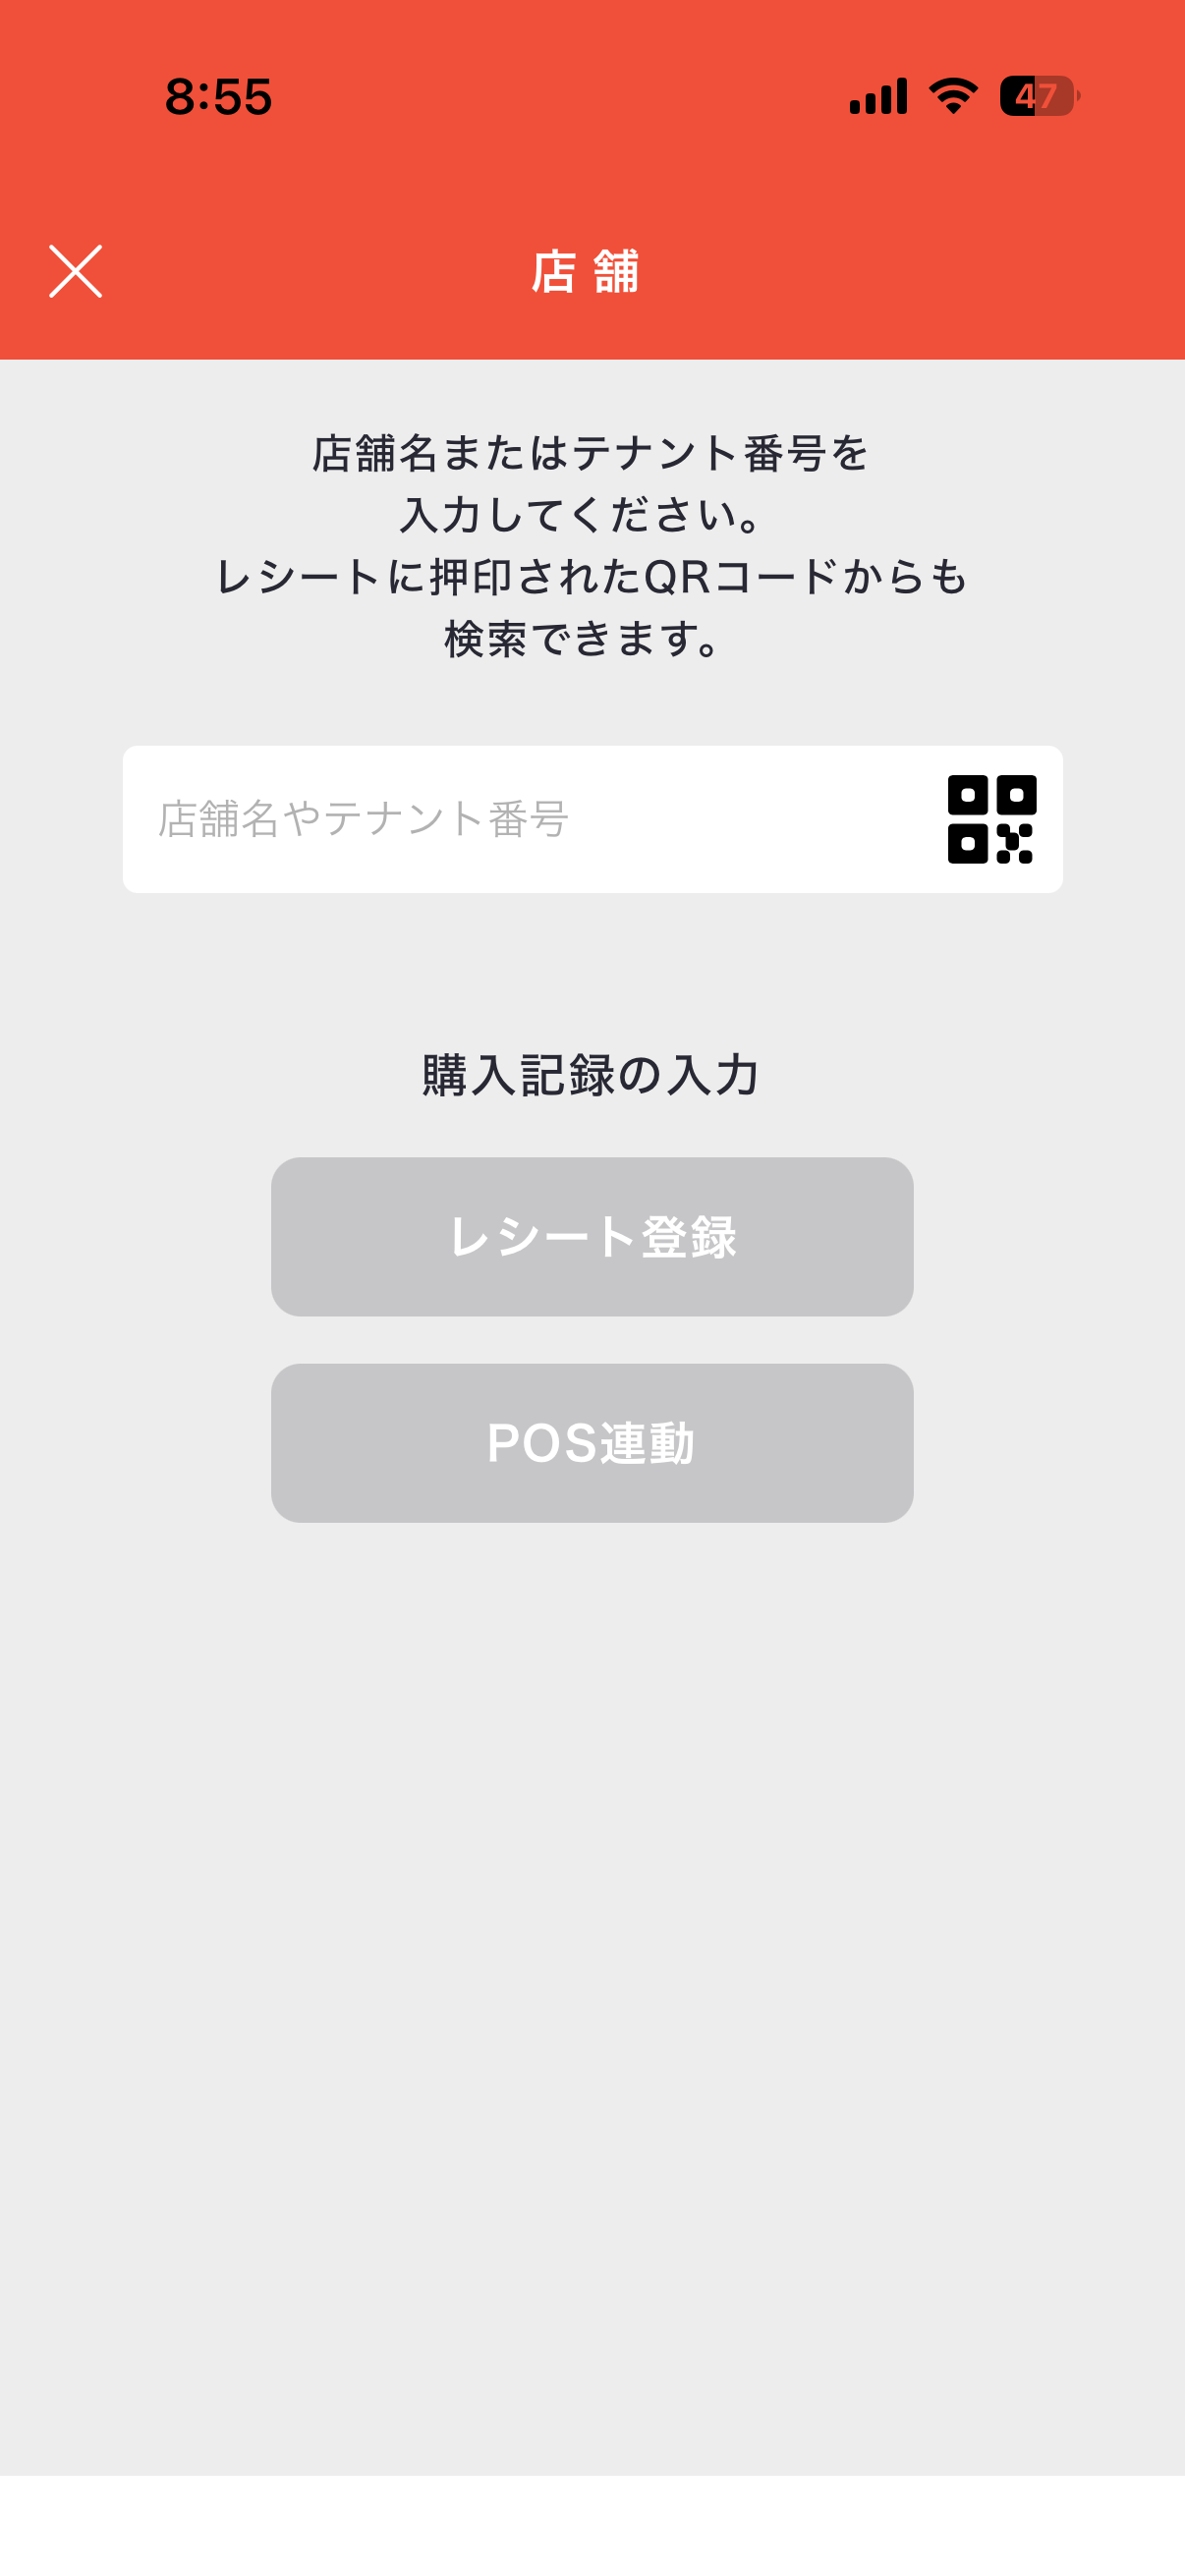 8:55
47
店舗
店舗名またはテナント番号を
入力してください。
レシートに押印されたQRコードからも
検索できます。
店舗名やテナント番号
購入記録の入力
レシート登録
POS連動